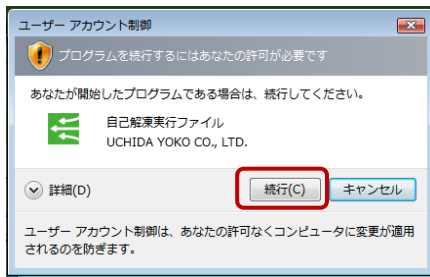 ユーザー アカウント制御
プログラムを続行するにはあなたの許可が必要です
あなたが開始したプログラムである場合は、続行してください。
自己解凍実行ファイル
UCHIDA YOKO CO., LTD.
詳細(D)
続行(C)
キャンセル
ユーザー アカウント制御は、あなたの許可なくコンピュータに変更が適用
されるのを防ぎます。